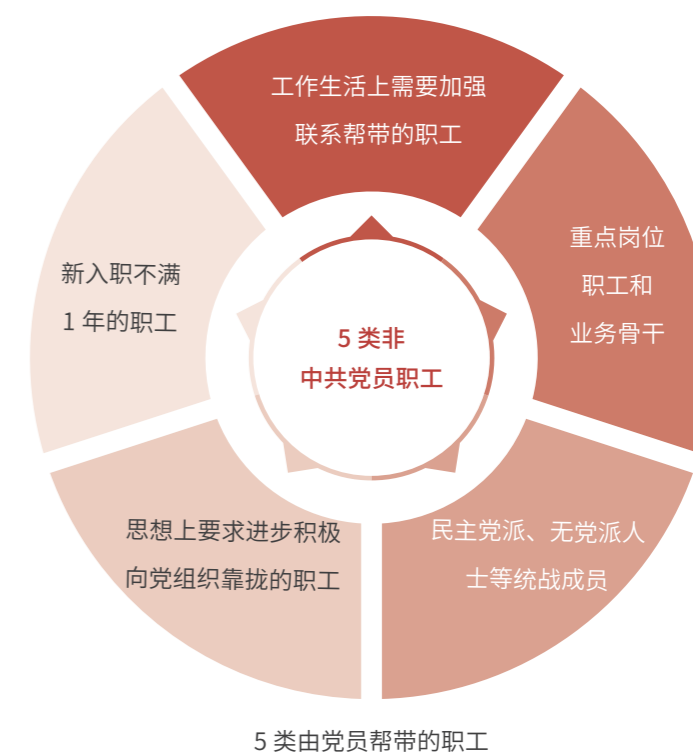 工作生活上需要加强
联系帮带的职工
重点岗位
职工和
业务骨干
新入职不满
1 年的职工
5 类非
中共党员职工
思想上要求进步积极
向党组织靠拢的职工
民主党派、无党派人
士等统战成员
5 类由党员帮带的职工